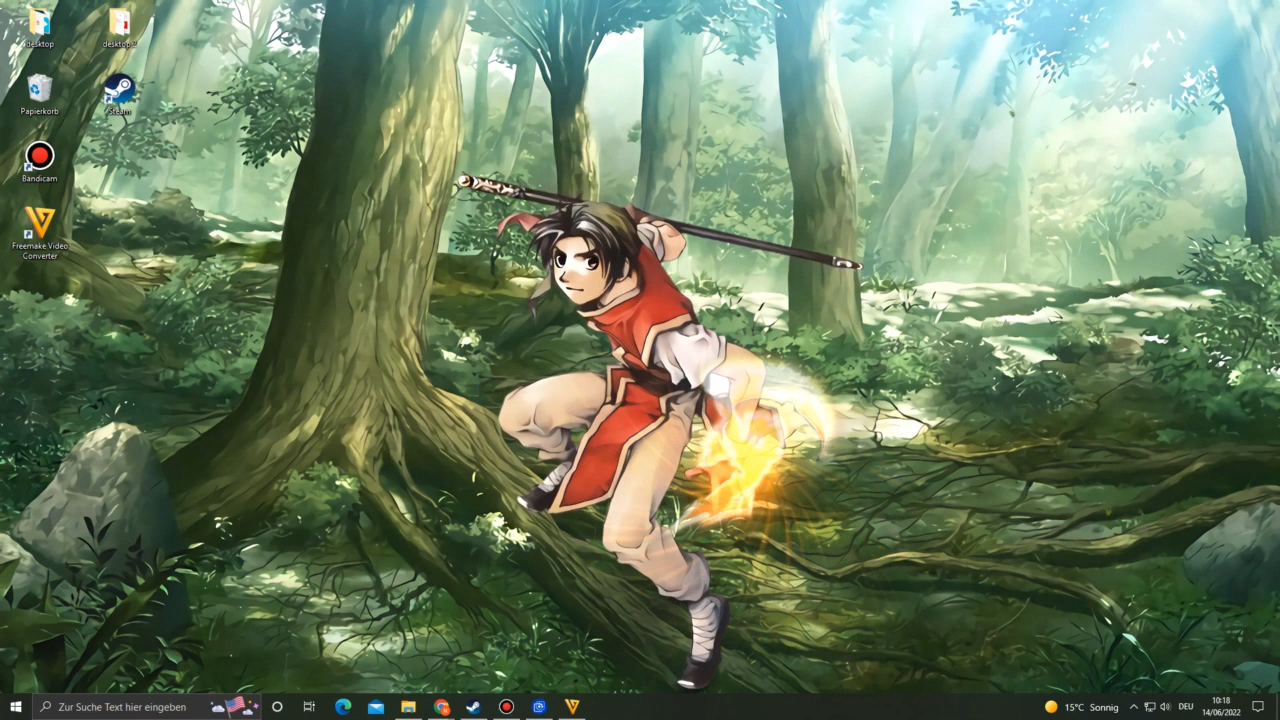 desktop
desktop 2
Papierkorb
Steam
Bandicam
Freemake Video
Converter
Zur Suche Text hier eingeben
15°C Sonnig
DEU
10:18
14/06/2022